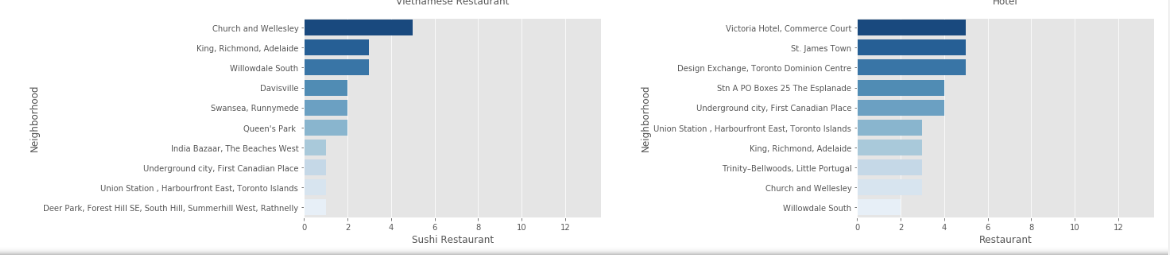 Vietnamese Restaurant
Neighborhood
Church and Wellesley
King, Richmond, Adelaide
Willowdale South
Davisville
Swansea, Runnymede
Queen's Park
India Bazaar, The Beaches West
Underground city, First Canadian Place
Union Station , Harbourfront East, Toronto Islands
Deer Park, Forest Hill SE, South Hill, Summerhill West, Rathnelly
0 2 4 6 8 10 12
Sushi Restaurant
Hotel
Neighborhood
Victoria Hotel, Commerce Court
St. James Town
Design Exchange, Toronto Dominion Centre
Stn A PO Boxes 25 The Esplanade
Underground city, First Canadian Place
Union Station , Harbourfront East, Toronto Islands
King, Richmond, Adelaide
Trinity–Bellwoods, Little Portugal
Church and Wellesley
Willowdale South
0 2 4 6 8 10 12
Restaurant